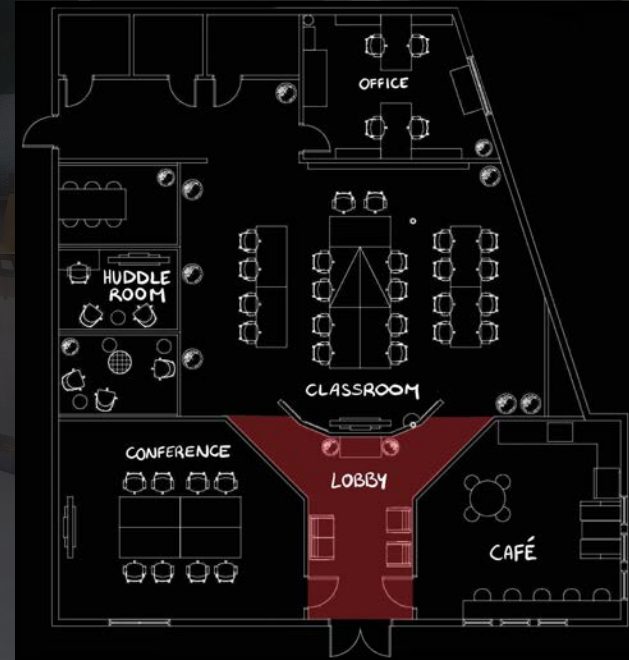 OFFICE
HUDDLE
ROOM
CLASSROOM
CONFERENCE
LOBBY
CAFÉ